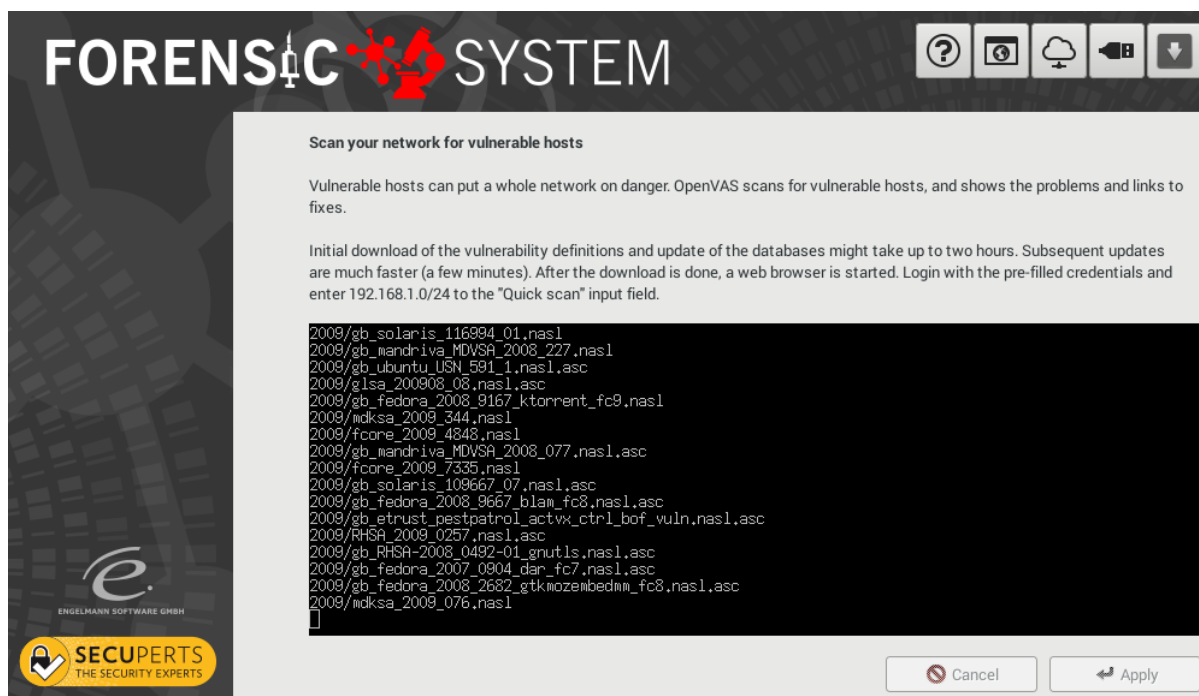 FORENSIC SYSTEM
Scan your network for vulnerable hosts
Vulnerable hosts can put a whole network on danger. OpenVAS scans for vulnerable hosts, and shows the problems and links to
fixes.
Initial download of the vulnerability definitions and update of the databases might take up to two hours. Subsequent updates
are much faster (a few minutes). After the download is done, a web browser is started. Login with the pre-filled credentials and
enter 192.168.1.0/24 to the "Quick scan" input field.
2009/gb_solaris_116994_01.nasl
2009/gb_mandriva_MDVSA_2008_227.nasl
2009/gb_ubuntu_USN_591_1.nasl.asc
2009/glsa_200908_08.nasl.asc
2009/gb_fedora_2008_9167_ktorrent_fc9.nasl
2009/mdksa_2009_344.nasl
2009/fcore_2009_4848.nasl
2009/gb_mandriva_MDVSA_2008_077.nasl.asc
2009/fcore_2009_7335.nasl
2009/gb_solaris_109667_07.nasl.asc
2009/gb_fedora_2008_9667_blam_fc8.nasl.asc
2009/gb_etrust_pestpatrol_actvx_ctrl_bof_vuln.nasl.asc
2009/RHSA_2009_0257.nasl.asc
2009/gb_RHSA-2008_0492-01_gnutls.nasl.asc
2009/gb_fedora_2007_0904_dar_fc7.nasl.asc
2009/gb_fedora_2008_2682_gtkmozembedmm_fc8.nasl.asc
2009/mdksa_2009_076.nasl
e.
ENGELMANN SOFTWARE GMBH
SECUPERTS
THE SECURITY EXPERTS
Cancel
Apply